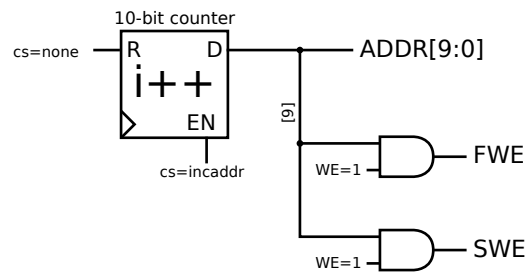 10-bit counter
cs=none
R
D
ADDR[9:0]
i++
EN
[9]
cs=incaddr
WE=1
FWE
WE=1
SWE